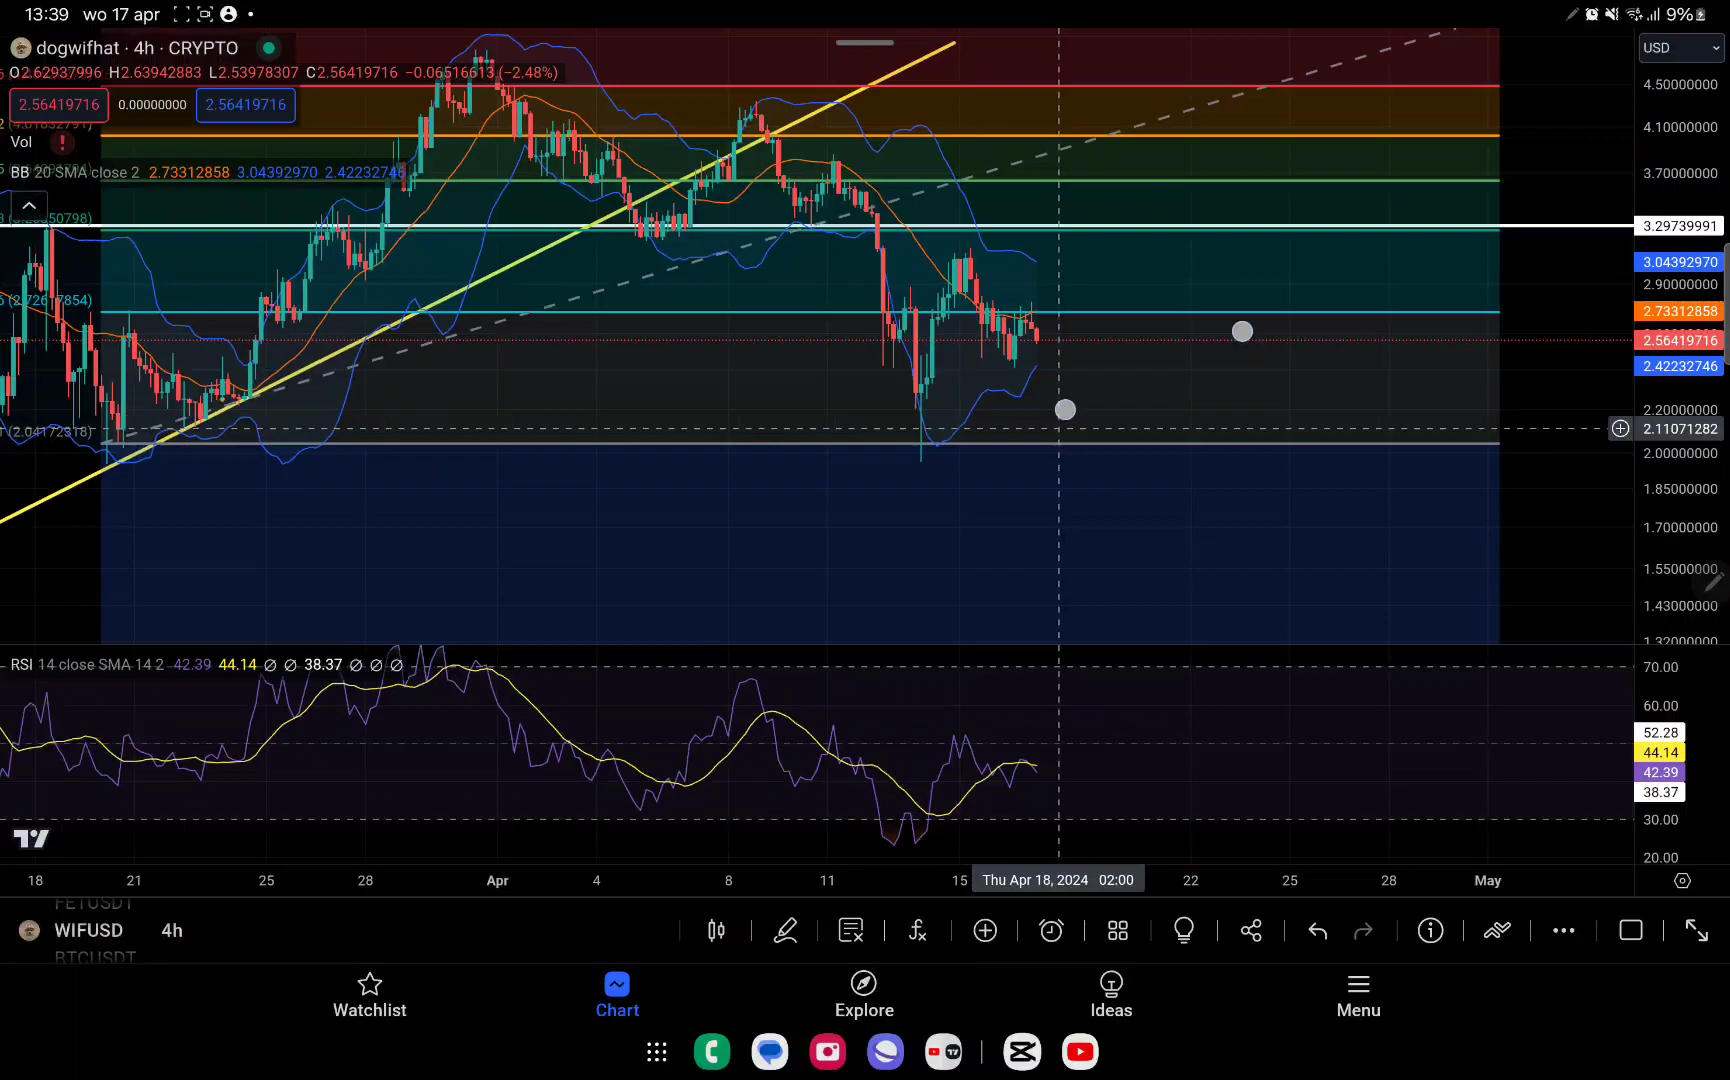 13:39 wo 17 apr 9%
dogwifhat · 4h · CRYPTO
USD
O2.62937996 H2.63942883 L2.53978307 C2.56419716 −0.06516613 (−2.48%)
4.50000000
2.56419716 0.00000000 2.56419716
4.10000000
Vol
BB 20 SMA close 2 2.73312858 3.04392970 2.42232746
3.70000000
3.29739991
3.04392970
2.90000000
2.73312858
2.56419716
2.42232746
2.20000000
(2.04172318)
2.11071282
2.00000000
1.85000000
1.70000000
1.55000000
1.43000000
1.32000000
RSI 14 close SMA 14 2 42.39 44.14 ∅ ∅ 38.37 ∅ ∅ ∅
70.00
60.00
52.28
44.14
42.39
38.37
30.00
20.00
18 21 25 28 Apr 4 8 11 15 Thu Apr 18, 2024 02:00 22 25 28 May
FETUSDT
WIFUSD 4h
BTCUSDT
Watchlist Chart Explore Ideas Menu